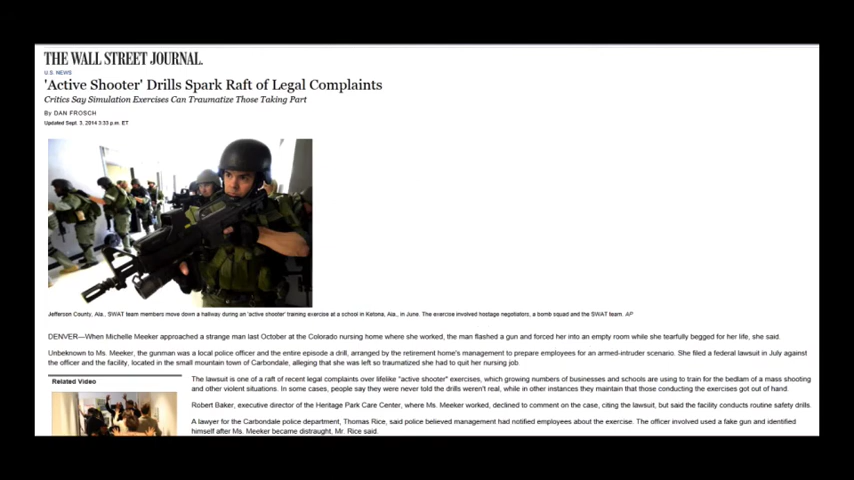 THE WALL STREET JOURNAL.
U.S. NEWS
'Active Shooter' Drills Spark Raft of Legal Complaints
Critics Say Simulation Exercises Can Traumatize Those Taking Part
By DAN FROSCH
Updated Sept. 3, 2014 3:33 p.m. ET
Jefferson County, Ala., SWAT team members move down a hallway during an 'active shooter' training exercise at a school in Ketona, Ala., in June. The exercise involved hostage negotiators, a bomb squad and the SWAT team. AP
DENVER—When Michelle Meeker approached a strange man last October at the Colorado nursing home where she worked, the man flashed a gun and forced her into an empty room while she tearfully begged for her life, she said.
Unbeknown to Ms. Meeker, the gunman was a local police officer and the entire episode a drill, arranged by the retirement home's management to prepare employees for an armed-intruder scenario. She filed a federal lawsuit in July against
the officer and the facility, located in the small mountain town of Carbondale, alleging that she was left so traumatized she had to quit her nursing job.
Related Video
The lawsuit is one of a raft of recent legal complaints over lifelike "active shooter" exercises, which growing numbers of businesses and schools are using to train for the bedlam of a mass shooting
and other violent situations. In some cases, people say they were never told the drills weren't real, while in other instances they maintain that those conducting the exercises got out of hand.
Robert Baker, executive director of the Heritage Park Care Center, where Ms. Meeker worked, declined to comment on the case, citing the lawsuit, but said the facility conducts routine safety drills.
A lawyer for the Carbondale police department, Thomas Rice, said police believed management had notified employees about the exercise. The officer involved used a fake gun and identified
himself after Ms. Meeker became distraught, Mr. Rice said.